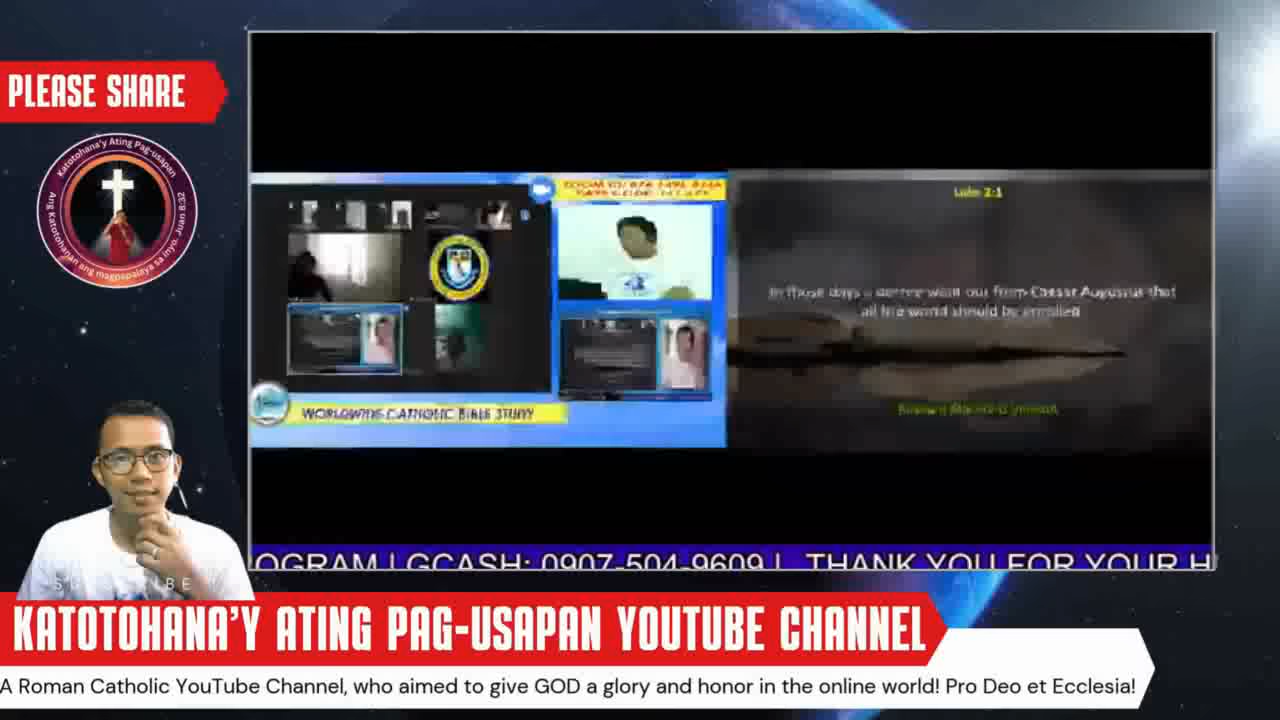 PLEASE SHARE
Katotohana'y Ating Pag-usapan
Ang Katotohanan ang magpapalaya sa inyo. Juan 8:32
WORLDWIDE CATHOLIC BIBLE STUDY
Luke 2:1
In those days a decree went out from Caesar Augustus that
all the world should be enrolled
OGRAM | GCASH: 0907-504-9609 | THANK YOU FOR YOUR H
SUBSCRIBE
KATOTOHANA'Y ATING PAG-USAPAN YOUTUBE CHANNEL
A Roman Catholic YouTube Channel, who aimed to give GOD a glory and honor in the online world! Pro Deo et Ecclesia!